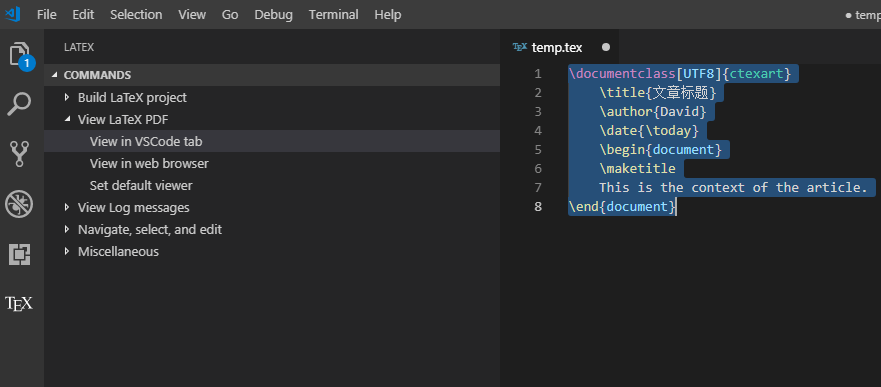 File Edit Selection View Go Debug Terminal Help
● temp
LATEX
temp.tex ●
COMMANDS
Build LaTeX project
View LaTeX PDF
View in VSCode tab
View in web browser
Set default viewer
View Log messages
Navigate, select, and edit
Miscellaneous
1
TEX
1 \documentclass[UTF8]{ctexart}
2 \title{文章标题}
3 \author{David}
4 \date{\today}
5 \begin{document}
6 \maketitle
7 This is the context of the article.
8 \end{document}